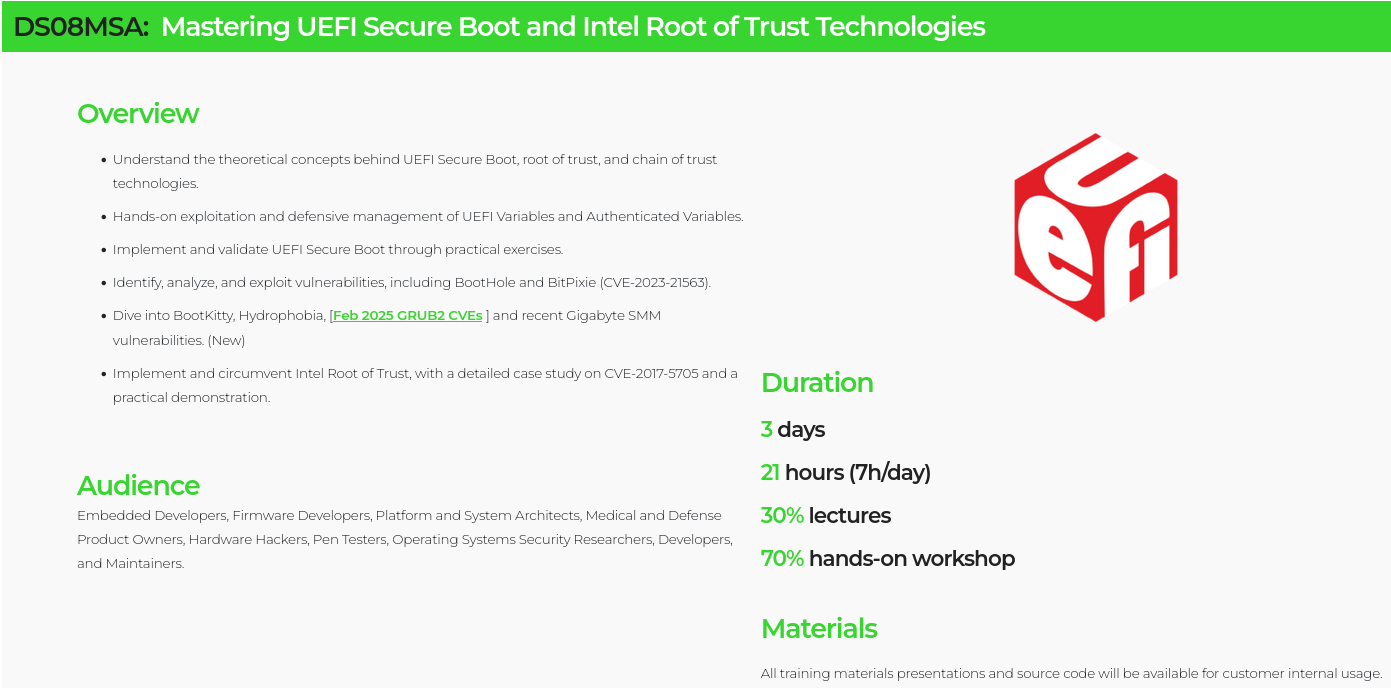 DS08MSA: Mastering UEFI Secure Boot and Intel Root of Trust Technologies
Overview
• Understand the theoretical concepts behind UEFI Secure Boot, root of trust, and chain of trust
technologies.
• Hands-on exploitation and defensive management of UEFI Variables and Authenticated Variables.
• Implement and validate UEFI Secure Boot through practical exercises.
• Identify, analyze, and exploit vulnerabilities, including BootHole and BitPixie (CVE-2023-21563).
• Dive into BootKitty, Hydrophobia, [Feb 2025 GRUB2 CVEs ] and recent Gigabyte SMM
vulnerabilities. (New)
• Implement and circumvent Intel Root of Trust, with a detailed case study on CVE-2017-5705 and a
practical demonstration.
Audience
Embedded Developers, Firmware Developers, Platform and System Architects, Medical and Defense
Product Owners, Hardware Hackers, Pen Testers, Operating Systems Security Researchers, Developers,
and Maintainers.
UEFI
Duration
3 days
21 hours (7h/day)
30% lectures
70% hands-on workshop
Materials
All training materials presentations and source code will be available for customer internal usage.